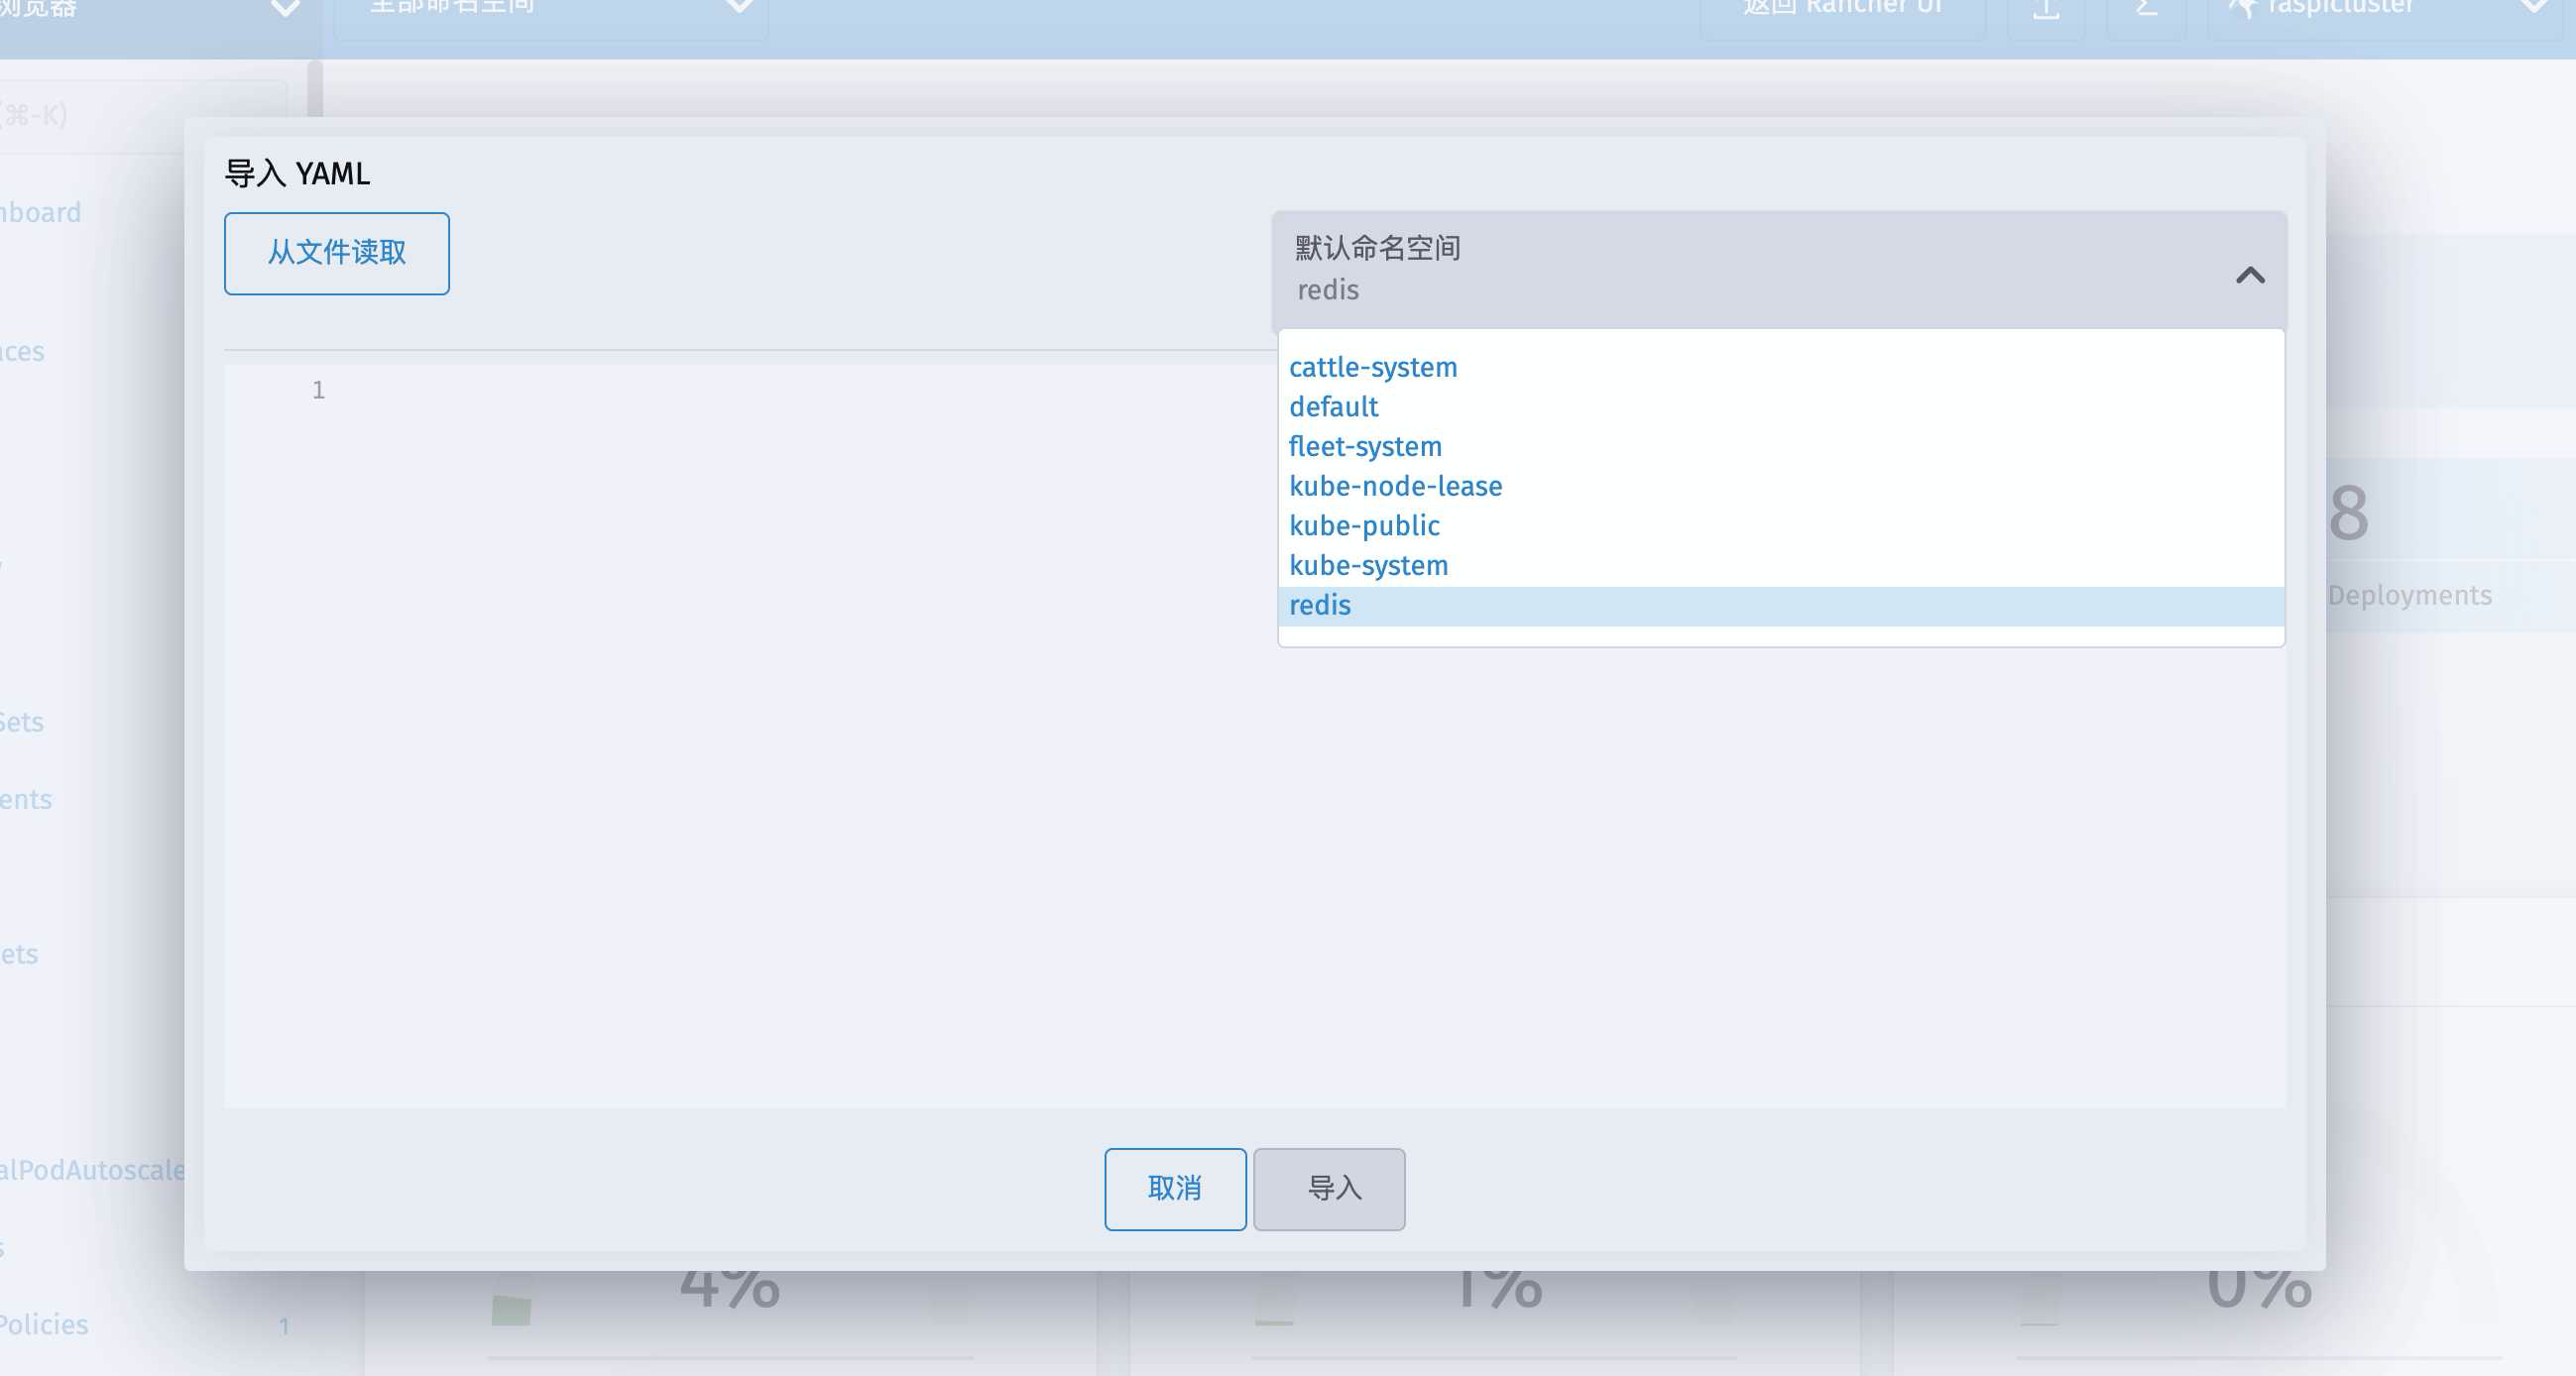 浏览器
全部命名空间
返回 Rancher UI
raspicluster
(⌘-K)
导入 YAML
从文件读取
默认命名空间
redis
1
cattle-system
default
fleet-system
kube-node-lease
kube-public
kube-system
redis
8
Deployments
nboard
aces
Sets
ents
ets
alPodAutoscale
s
Policies
1
取消
导入
4%
1%
0%